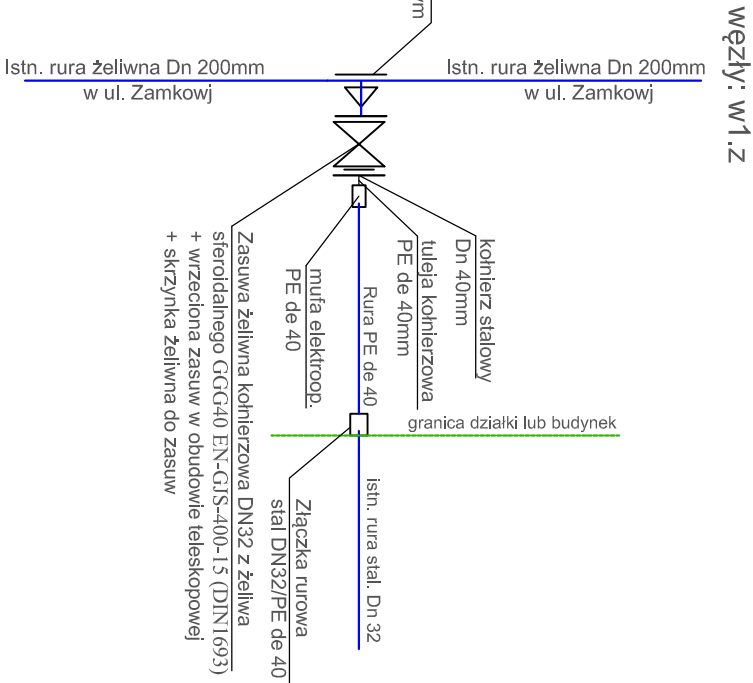 węzły: w1.z
ym
Istn. rura żeliwna Dn 200mm
w ul. Zamkowj
Istn. rura żeliwna Dn 200mm
w ul. Zamkowj
kołnierz stalowy
Dn 40mm
tuleja kołnierzowa
PE de 40mm
Rura PE de 40
mufa elektroop.
PE de 40
Zasuwa żeliwna kołnierzowa DN32 z żeliwa
sferoidalnego GGG40 EN-GJS-400-15 (DIN1693)
+ wrzeciona zasuw w obudowie teleskopowej
+ skrzynka żeliwna do zasuw
granica działki lub budynek
istn. rura stal. Dn 32
Złączka rurowa
stal DN32/PE de 40